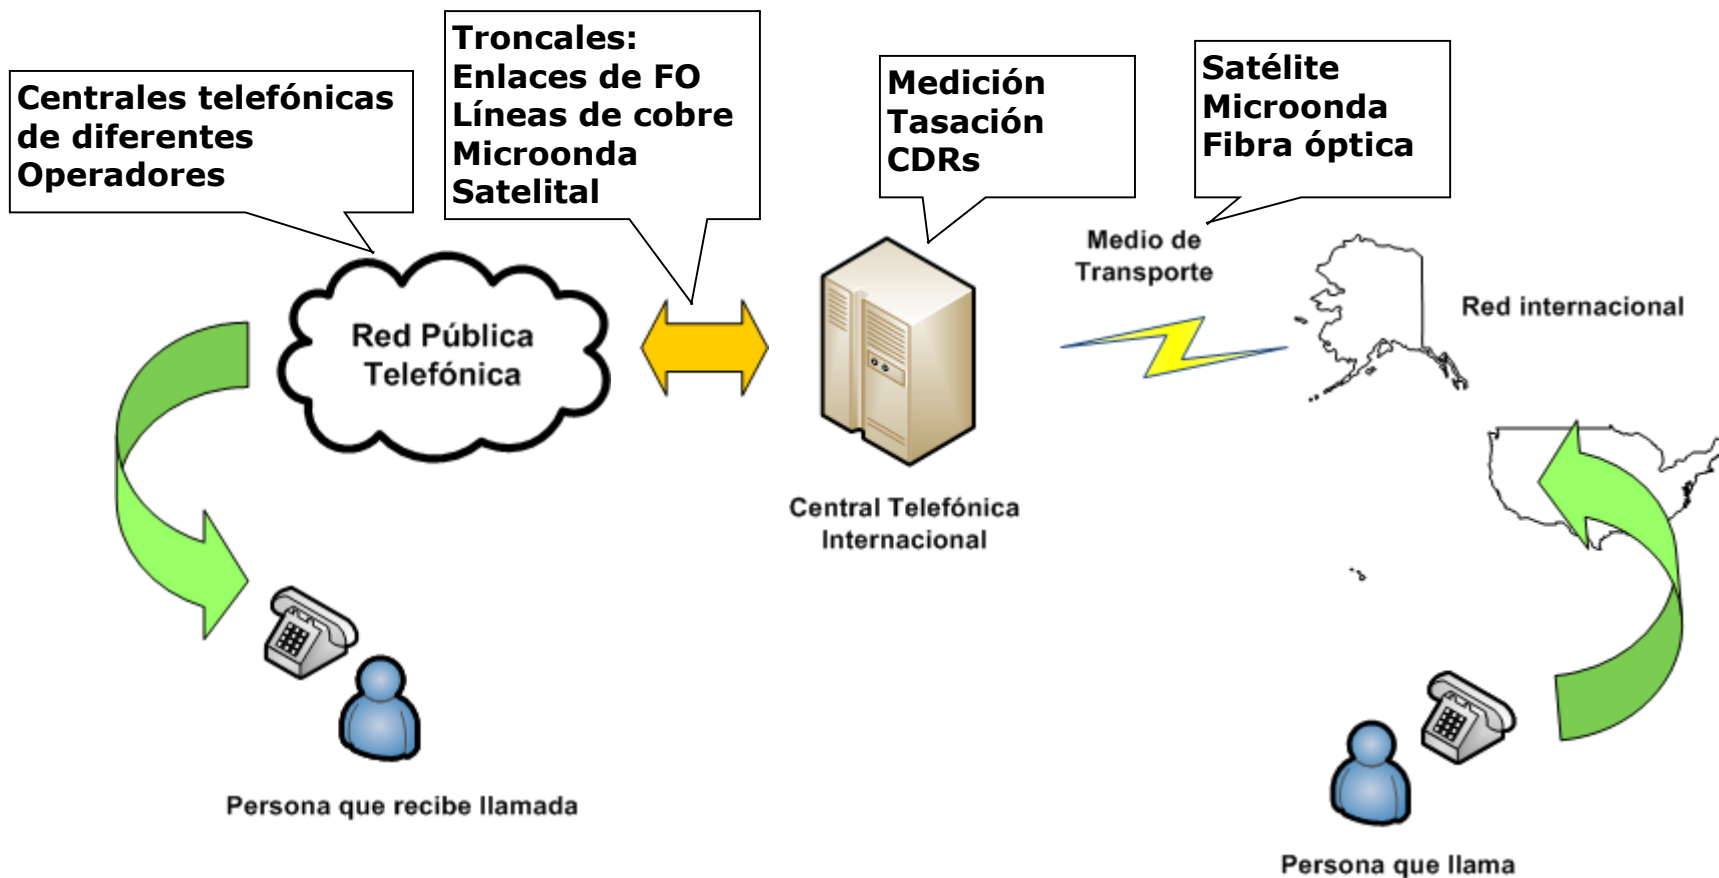 Centrales telefónicas
de diferentes
Operadores
Troncales:
Enlaces de FO
Líneas de cobre
Microonda
Satelital
Medición
Tasación
CDRs
Satélite
Microonda
Fibra óptica
Medio de
Transporte
Red internacional
Red Pública
Telefónica
Central Telefónica
Internacional
Persona que recibe llamada
Persona que llama